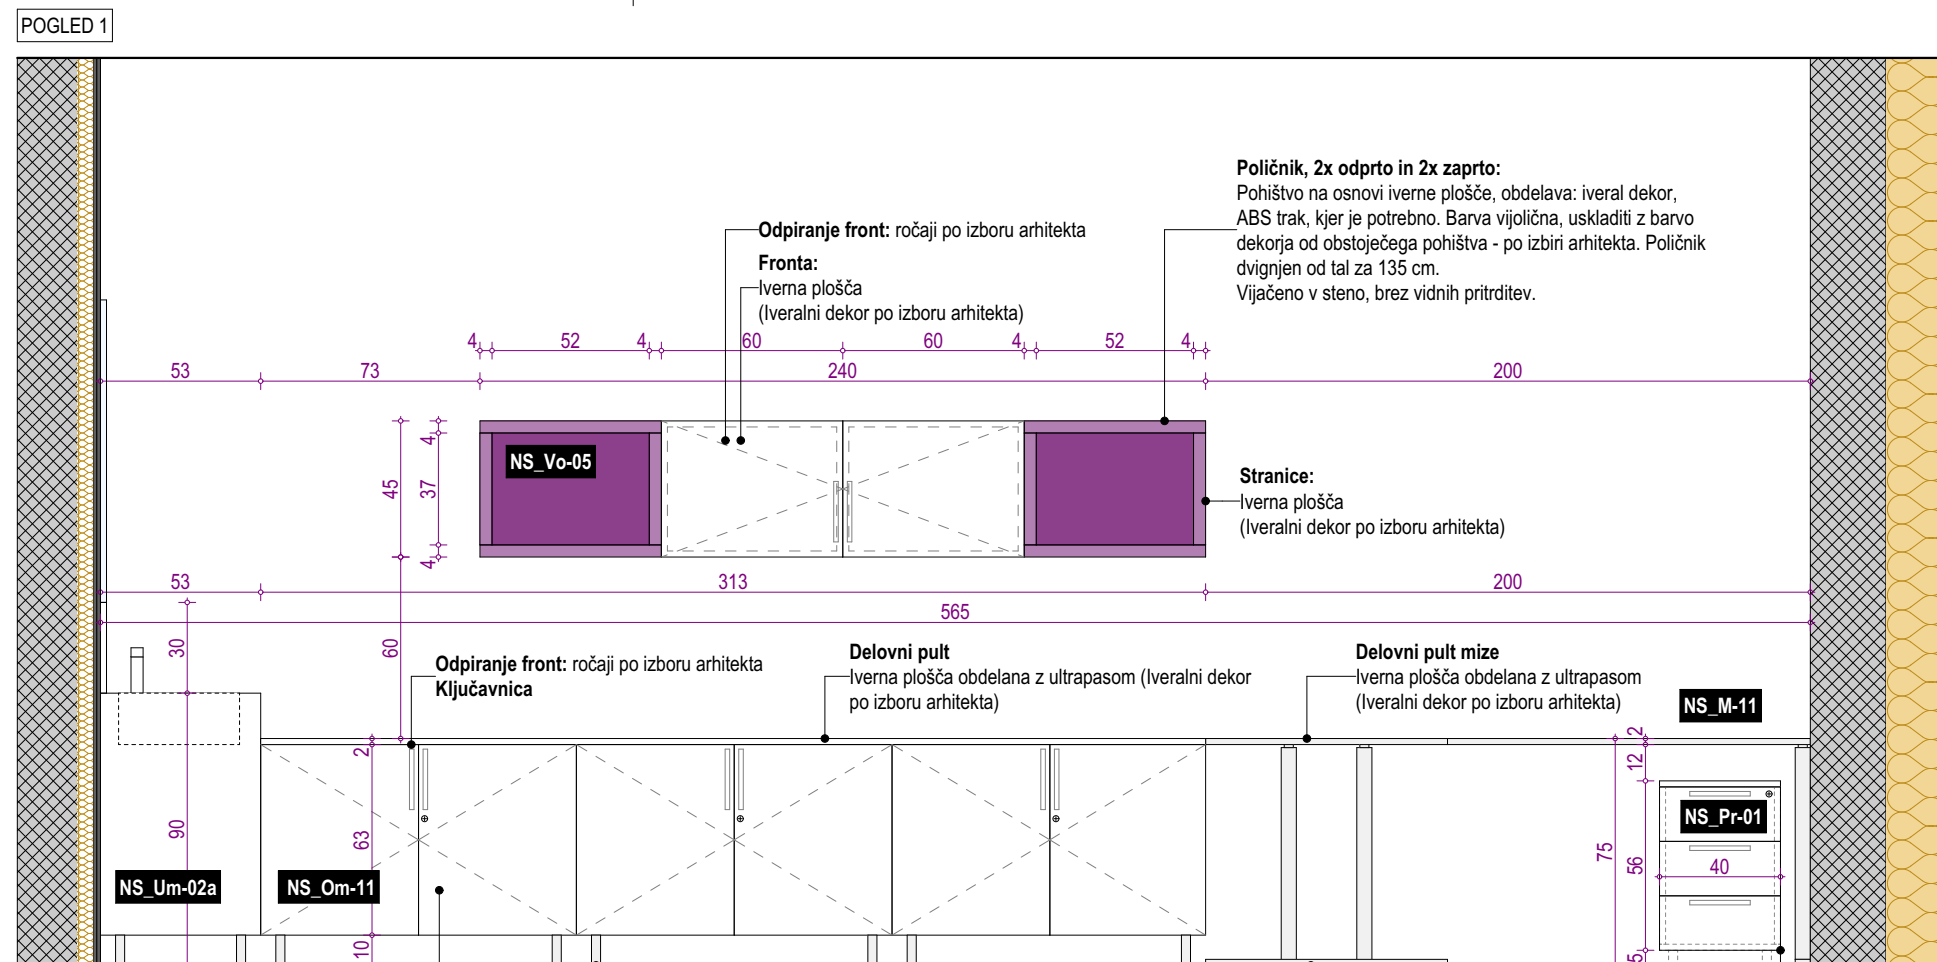 POGLED 1
Poličnik, 2x odprto in 2x zaprto:
Pohištvo na osnovi iverne plošče, obdelava: iveral dekor,
ABS trak, kjer je potrebno. Barva vijolična, uskladiti z barvo
dekorja od obstoječega pohištva - po izbiri arhitekta. Poličnik
dvignjen od tal za 135 cm.
Vijačeno v steno, brez vidnih pritrditev.
Odpiranje front: ročaji po izboru arhitekta
Fronta:
Iverna plošča
(Iveralni dekor po izboru arhitekta)
4 52 4 60 60 4 52 4
53 73 240 200
NS_Vo-05
45
4
37
4
Stranice:
Iverna plošča
(Iveralni dekor po izboru arhitekta)
53 313 200
565
30
60
Odpiranje front: ročaji po izboru arhitekta
Ključavnica
Delovni pult
Iverna plošča obdelana z ultrapasom (Iveralni dekor
po izboru arhitekta)
Delovni pult mize
Iverna plošča obdelana z ultrapasom
(Iveralni dekor po izboru arhitekta)
NS_M-11
2
2
12
90
63
75
56
NS_Pr-01
40
NS_Um-02a
NS_Om-11
10